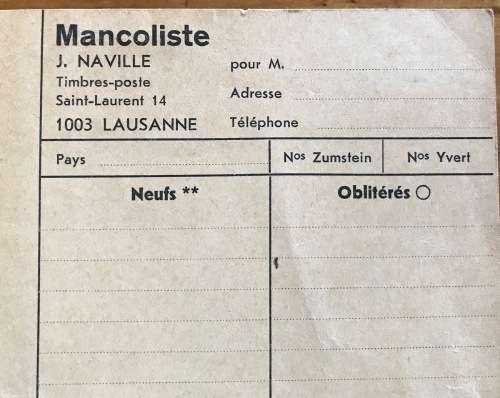 Mancoliste
J. NAVILLE
Timbres-poste
Saint-Laurent 14
1003 LAUSANNE
pour M.
Adresse
Téléphone
Pays
Nos Zumstein
Nos Yvert
Neufs **
Oblitérés ○